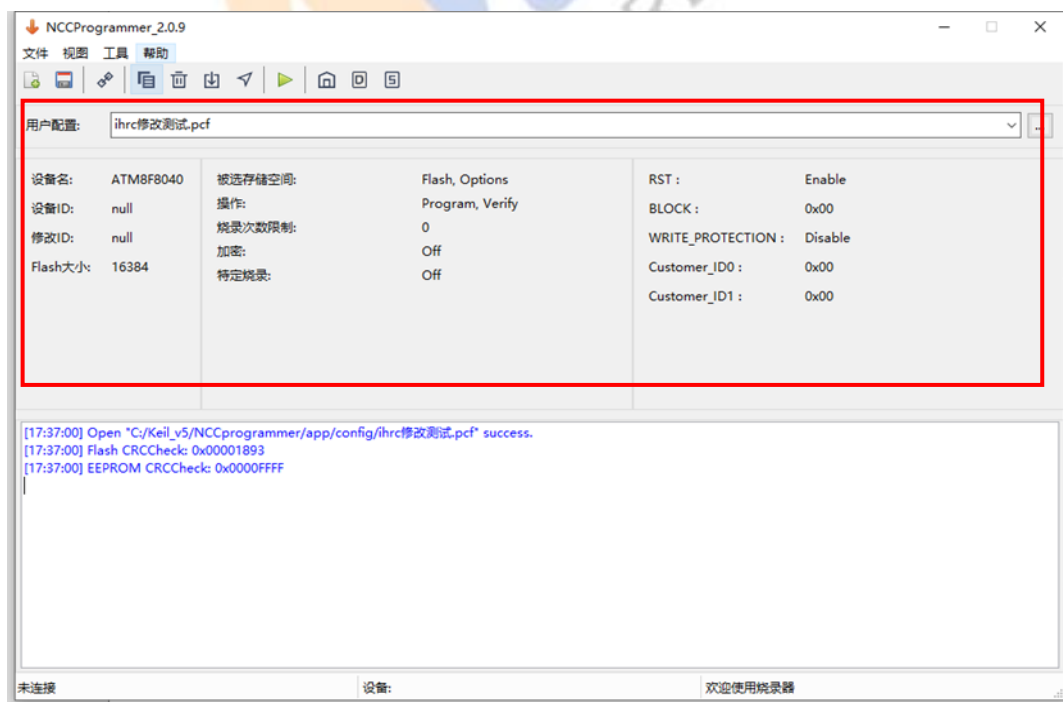 NCCProgrammer_2.0.9
文件 视图 工具 帮助
用户配置: ihrc修改测试.pcf ...
设备名: ATM8F8040
设备ID: null
修改ID: null
Flash大小: 16384
被选存储空间: Flash, Options
操作: Program, Verify
烧录次数限制: 0
加密: Off
特定烧录: Off
RST : Enable
BLOCK : 0x00
WRITE_PROTECTION : Disable
Customer_ID0 : 0x00
Customer_ID1 : 0x00
[17:37:00] Open "C:/Keil_v5/NCCprogrammer/app/config/ihrc修改测试.pcf" success.
[17:37:00] Flash CRCCheck: 0x00001893
[17:37:00] EEPROM CRCCheck: 0x0000FFFF
未连接 设备: 欢迎使用烧录器